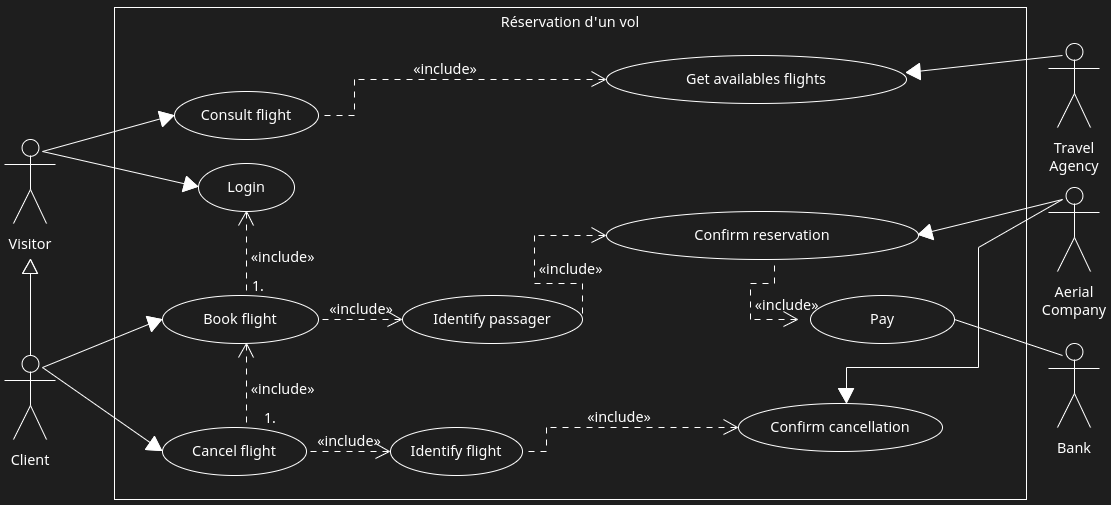 Réservation d'un vol
«include»
Get availables flights
Consult flight
Travel
Agency
Login
Visitor
«include»
Confirm reservation
«include»
1.
Aerial
Company
«include»
«include»
Book flight
Identify passager
Pay
«include»
1.
«include»
Confirm cancellation
«include»
Cancel flight
Identify flight
Client
Bank